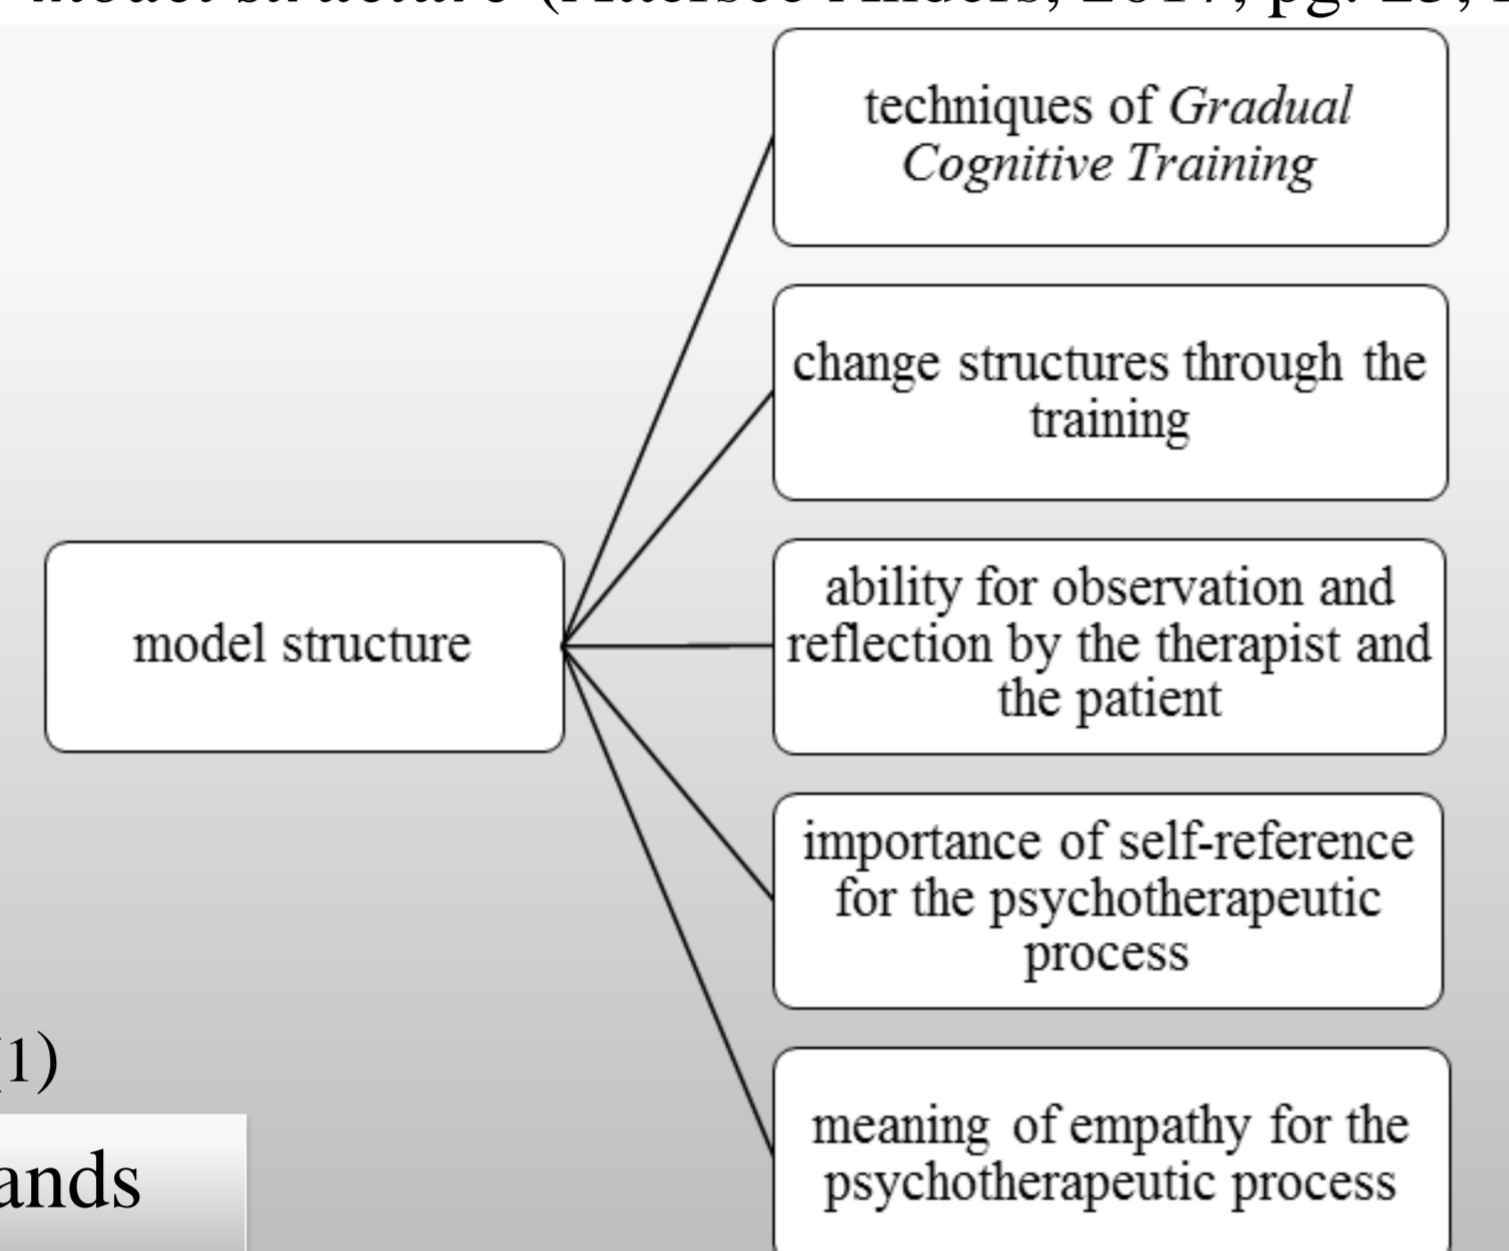 model structure
techniques of Gradual
Cognitive Training
change structures through the
training
ability for observation and
reflection by the therapist and
the patient
model structure
importance of self-reference
for the psychotherapeutic
process
(1)
meaning of empathy for the
psychotherapeutic process
ands